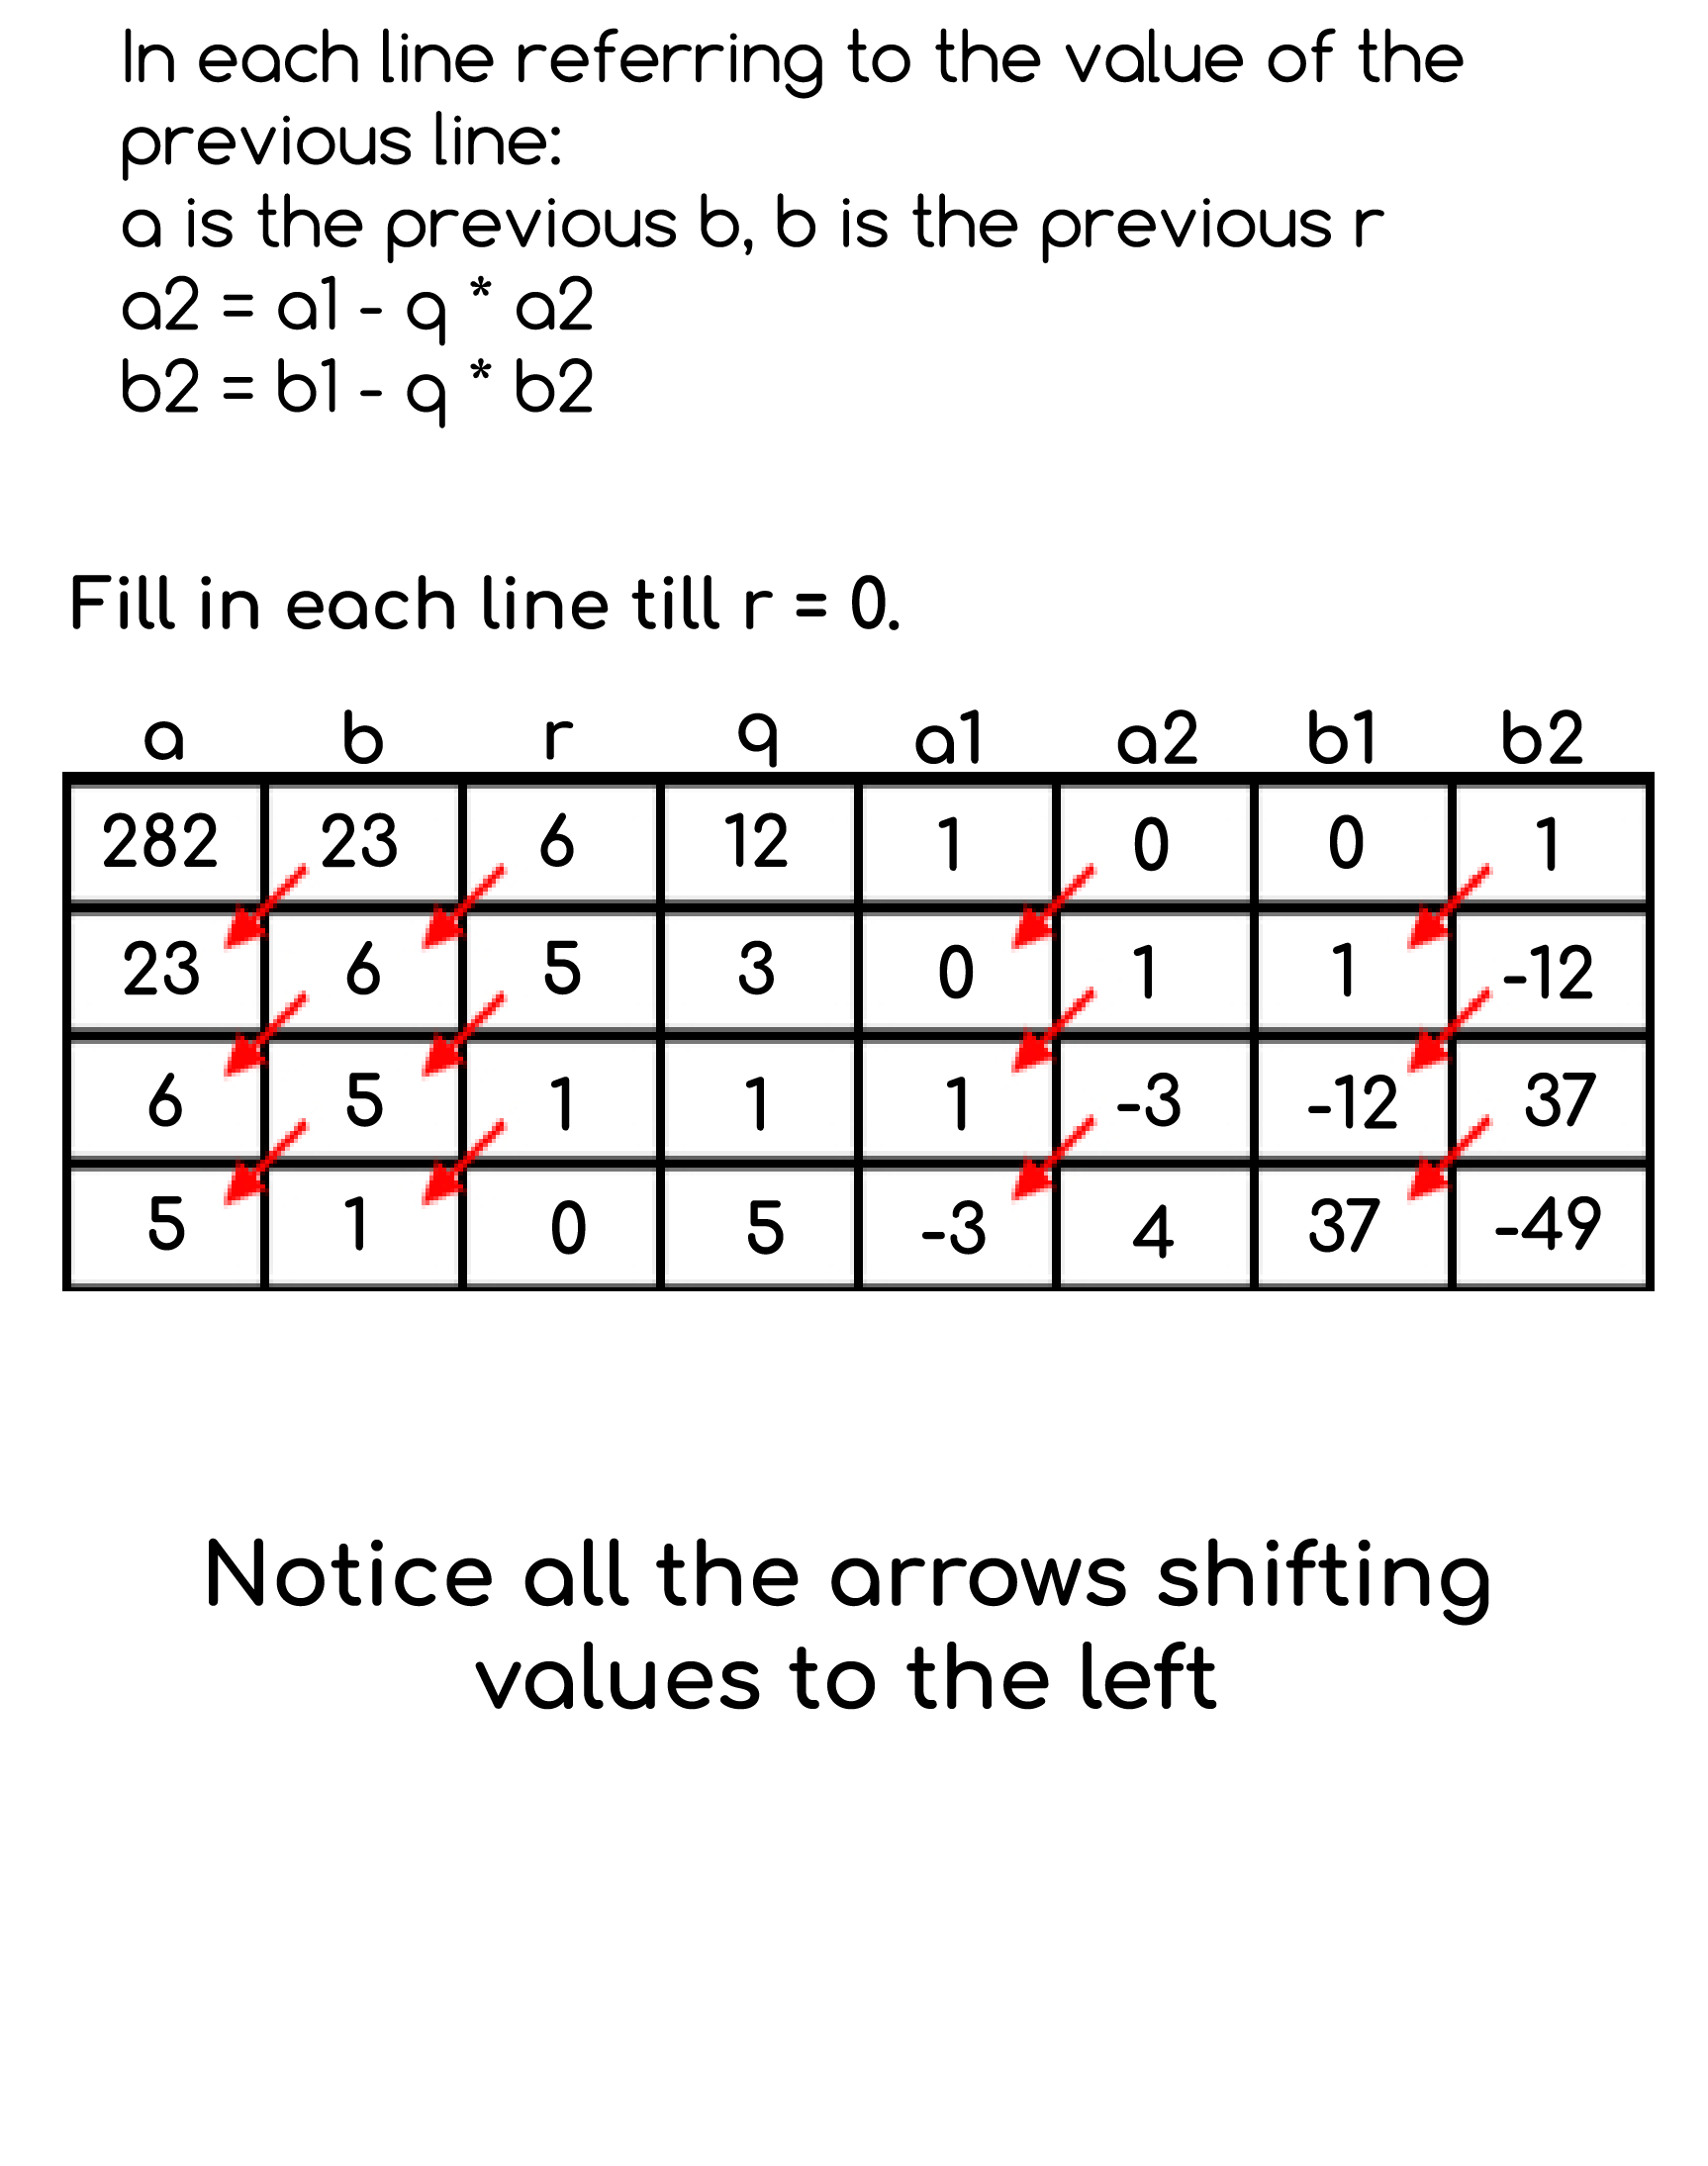 In each line referring to the value of the
previous line:
a is the previous b, b is the previous r
a2 = a1 - q * a2
b2 = b1 - q * b2
Fill in each line till r = 0.
a b r q a1 a2 b1 b2
282 23 6 12 1 0 0 1
23 6 5 3 0 1 1 -12
6 5 1 1 1 -3 -12 37
5 1 0 5 -3 4 37 -49
Notice all the arrows shifting
values to the left